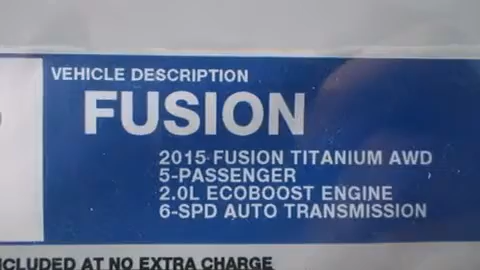 VEHICLE DESCRIPTION
FUSION
2015 FUSION TITANIUM AWD
5-PASSENGER
2.0L ECOBOOST ENGINE
6-SPD AUTO TRANSMISSION
AT NO EXTRA CHARGE